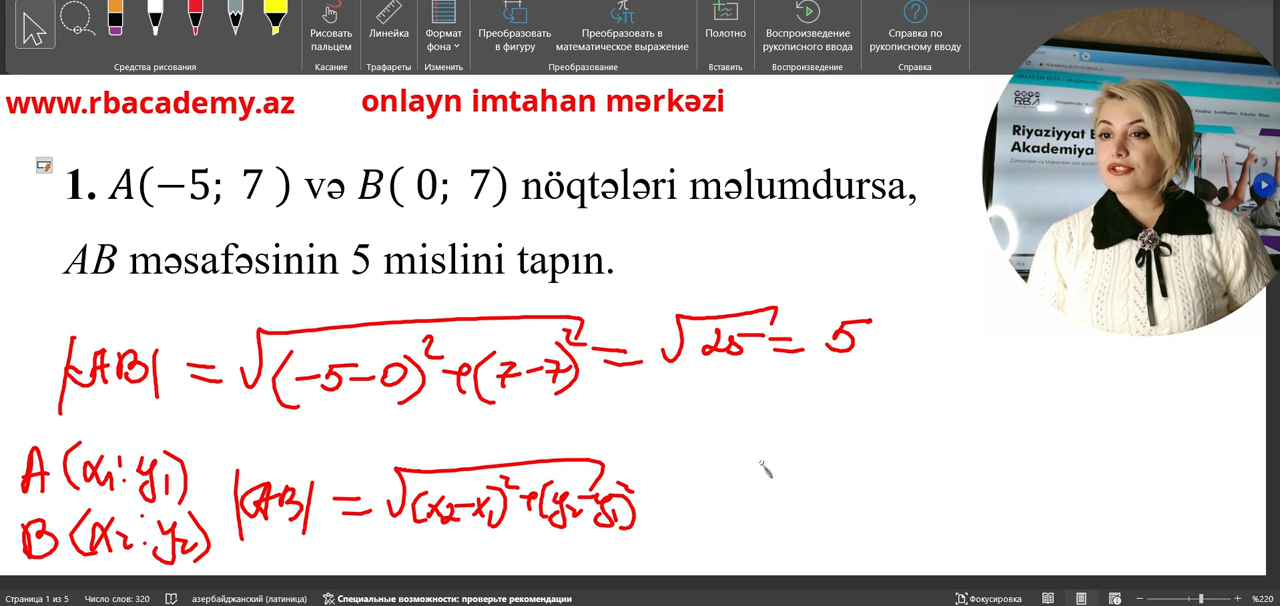 Рисовать пальцем
Линейка
Формат фона
Преобразовать в фигуру
Преобразовать в математическое выражение
Полотно
Воспроизведение рукописного ввода
Справка по рукописному вводу
Средства рисования
Касание
Трафареты
Изменить
Преобразование
Вставить
Воспроизведение
Справка
www.rbacademy.az onlayn imtahan mərkəzi
RBA
Riyaziyyat B
Akademiya
1. A(−5; 7 ) və B( 0; 7) nöqtələri məlumdursa,
AB məsafəsinin 5 mislini tapın.
|AB| = √((-5-0)² + (7-7)²) = √25 = 5
A (x₁; y₁)
B (x₂; y₂)
|AB| = √((x₂-x₁)² + (y₂-y₁)²)
Страница 1 из 5 Число слов: 320 азербайджанский (латиница) Специальные возможности: проверьте рекомендации Фокусировка %220